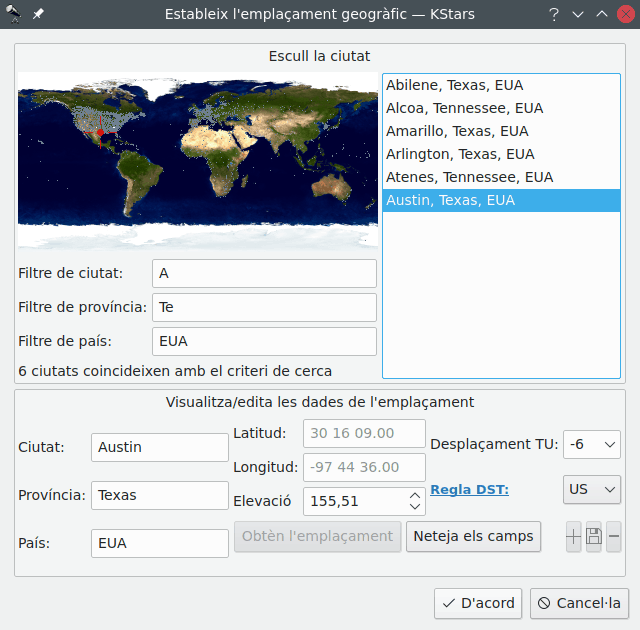 Estableix l'emplaçament geogràfic — KStars
Escull la ciutat
Abilene, Texas, EUA
Alcoa, Tennessee, EUA
Amarillo, Texas, EUA
Arlington, Texas, EUA
Atenes, Tennessee, EUA
Austin, Texas, EUA
Filtre de ciutat: A
Filtre de província: Te
Filtre de país: EUA
6 ciutats coincideixen amb el criteri de cerca
Visualitza/edita les dades de l'emplaçament
Ciutat: Austin
Província: Texas
País: EUA
Latitud: 30 16 09.00
Longitud: -97 44 36.00
Elevació 155,51
Desplaçament TU: -6
Regla DST: US
Obtèn l'emplaçament
Neteja els camps
D'acord
Cancel·la